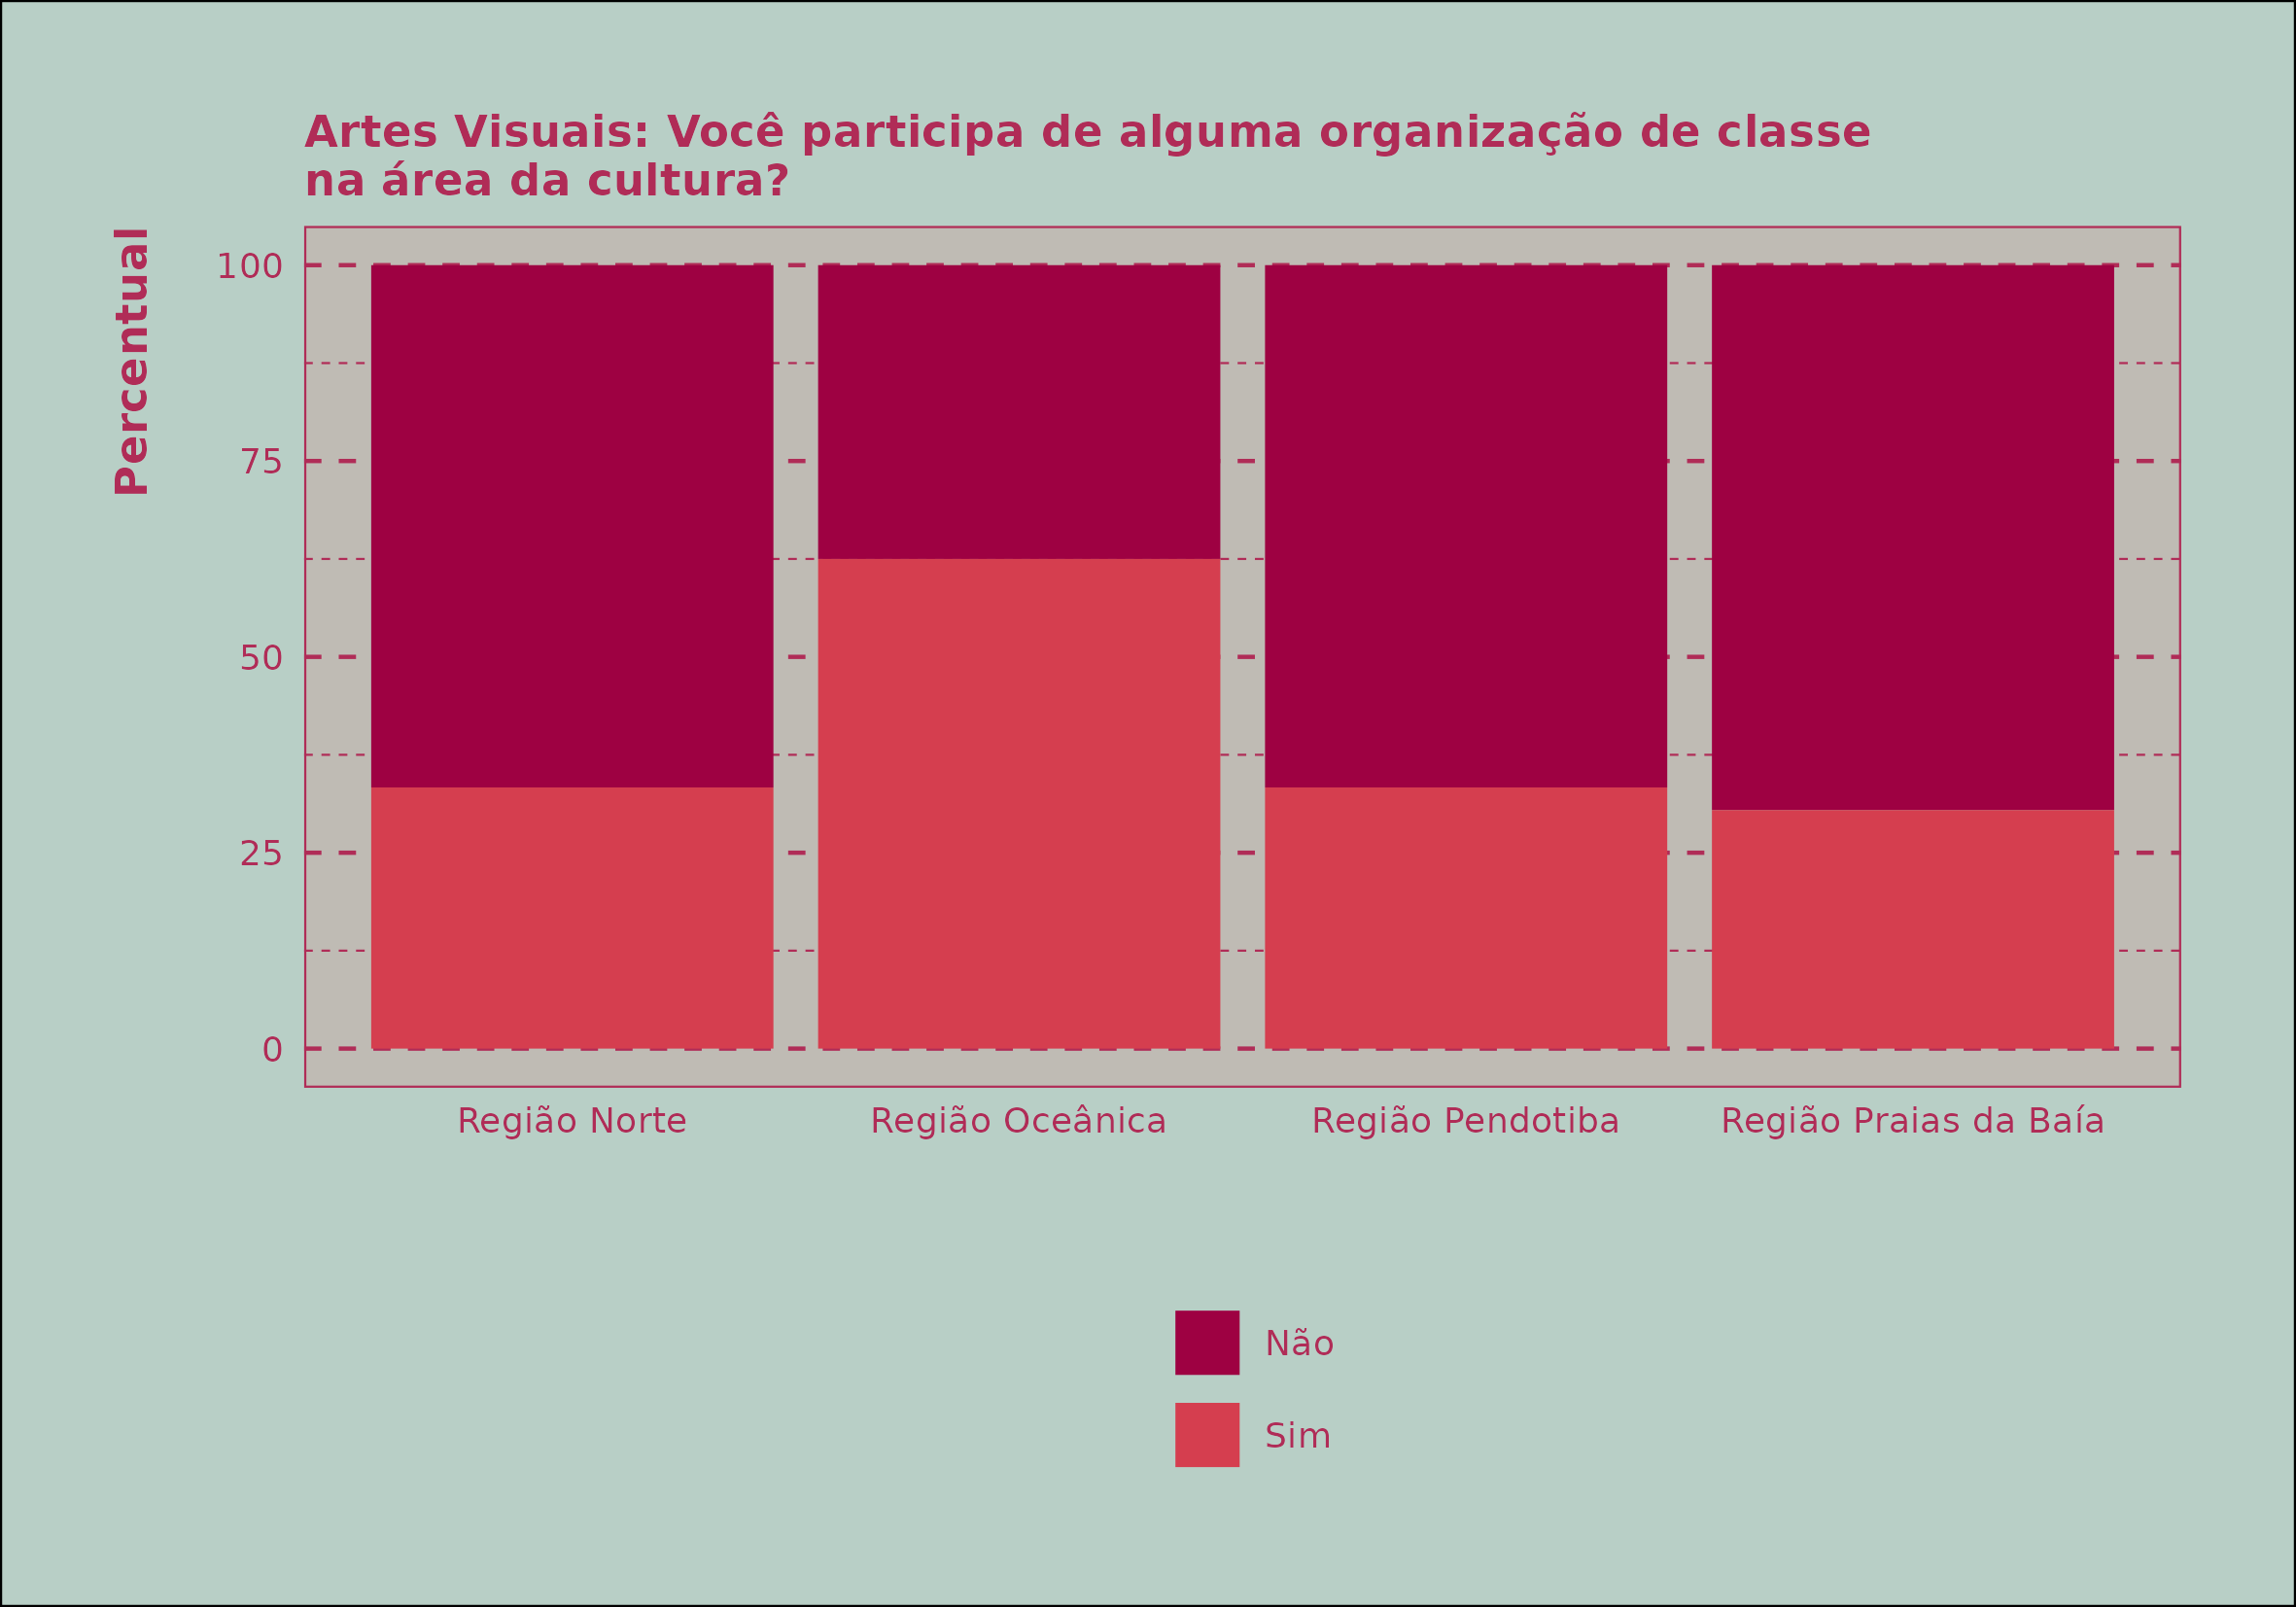 Artes Visuais: Você participa de alguma organização de classe
na área da cultura?
Percentual
100
75
50
25
0
Região Norte
Região Oceânica
Região Pendotiba
Região Praias da Baía
Não
Sim